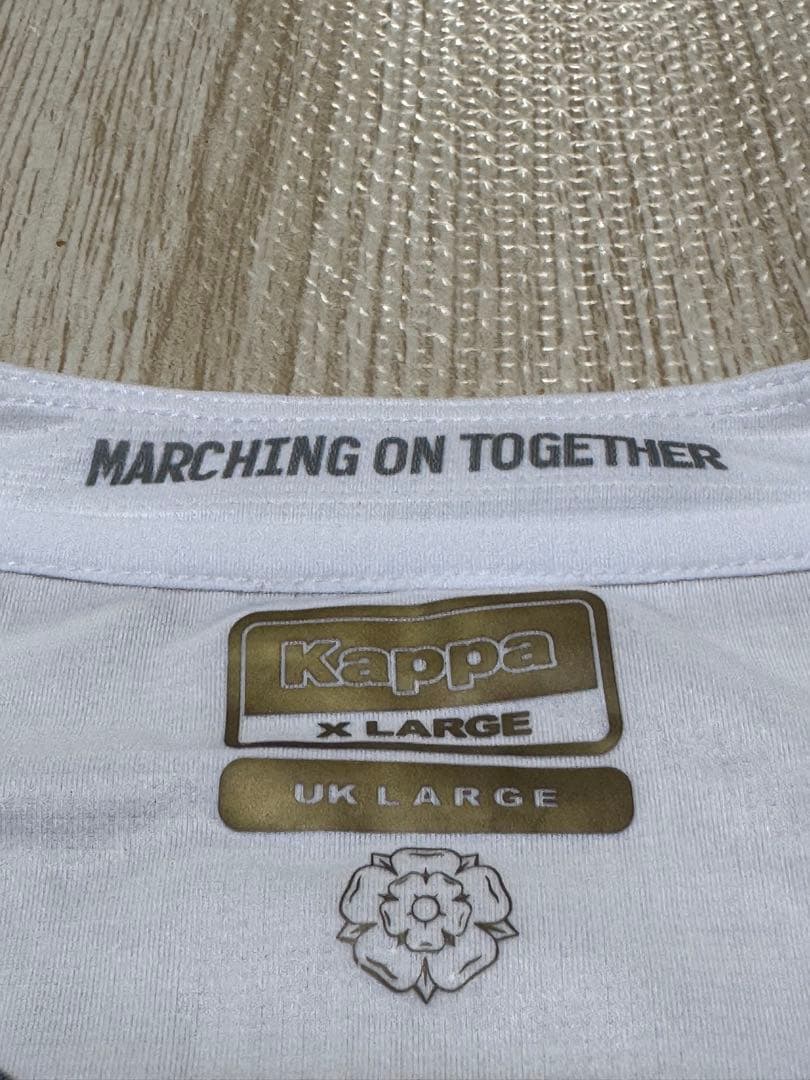 MARCHING ON TOGETHER
Kappa
X LARGE
UK LARGE